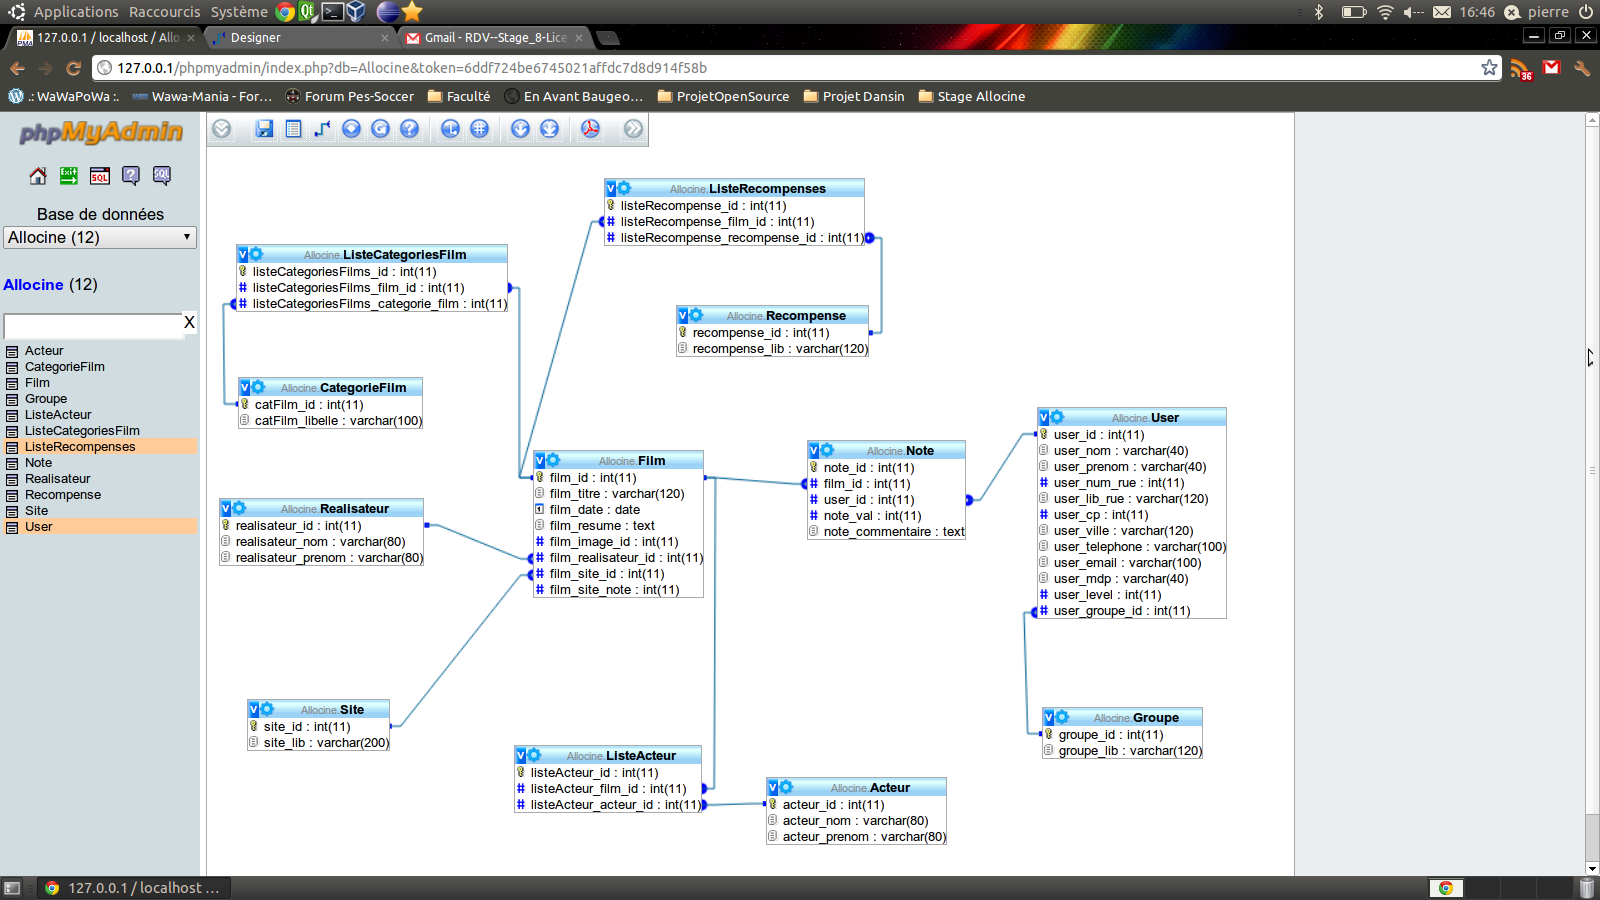 Applications Raccourcis Système
16:46 pierre
127.0.0.1 / localhost / Allo
Designer
Gmail - RDV--Stage_8-Lice
127.0.0.1/phpmyadmin/index.php?db=Allocine&token=6ddf724be6745021affdc7d8d914f58b
36
.: WaWaPoWa :.
Wawa-Mania - For...
Forum Pes-Soccer
Faculté
En Avant Baugeo...
ProjetOpenSource
Projet Dansin
Stage Allocine
phpMyAdmin
Base de données
Allocine (12)
Allocine (12)
X
Acteur
CategorieFilm
Film
Groupe
ListeActeur
ListeCategoriesFilm
ListeRecompenses
Note
Realisateur
Recompense
Site
User
Allocine.ListeRecompenses
listeRecompense_id : int(11)
listeRecompense_film_id : int(11)
listeRecompense_recompense_id : int(11)
Allocine.ListeCategoriesFilm
listeCategoriesFilms_id : int(11)
listeCategoriesFilms_film_id : int(11)
listeCategoriesFilms_categorie_film : int(11)
Allocine.Recompense
recompense_id : int(11)
recompense_lib : varchar(120)
Allocine.CategorieFilm
catFilm_id : int(11)
catFilm_libelle : varchar(100)
Allocine.User
user_id : int(11)
user_nom : varchar(40)
user_prenom : varchar(40)
user_num_rue : int(11)
user_lib_rue : varchar(120)
user_cp : int(11)
user_ville : varchar(120)
user_telephone : varchar(100)
user_email : varchar(100)
user_mdp : varchar(40)
user_level : int(11)
user_groupe_id : int(11)
Allocine.Film
film_id : int(11)
film_titre : varchar(120)
film_date : date
film_resume : text
film_image_id : int(11)
film_realisateur_id : int(11)
film_site_id : int(11)
film_site_note : int(11)
Allocine.Note
note_id : int(11)
film_id : int(11)
user_id : int(11)
note_val : int(11)
note_commentaire : text
Allocine.Realisateur
realisateur_id : int(11)
realisateur_nom : varchar(80)
realisateur_prenom : varchar(80)
Allocine.Site
site_id : int(11)
site_lib : varchar(200)
Allocine.Groupe
groupe_id : int(11)
groupe_lib : varchar(120)
Allocine.ListeActeur
listeActeur_id : int(11)
listeActeur_film_id : int(11)
listeActeur_acteur_id : int(11)
Allocine.Acteur
acteur_id : int(11)
acteur_nom : varchar(80)
acteur_prenom : varchar(80)
127.0.0.1 / localhost ...